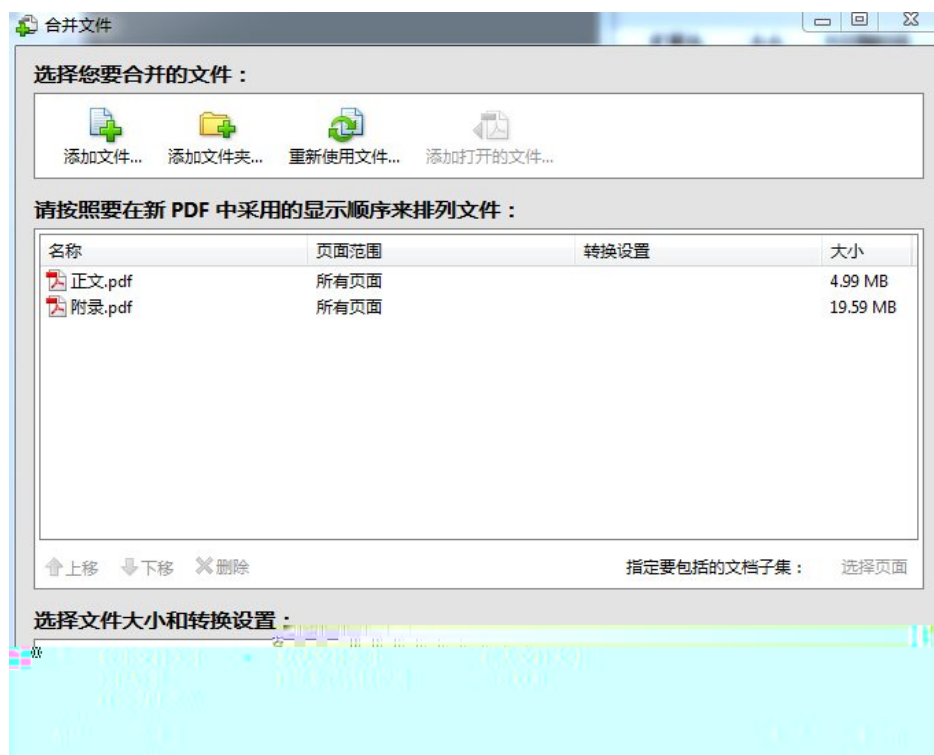 合并文件
选择您要合并的文件：
添加文件... 添加文件夹... 重新使用文件... 添加打开的文件...
请按照要在新 PDF 中采用的显示顺序来排列文件：
名称 页面范围 转换设置 大小
正文.pdf 所有页面 4.99 MB
附录.pdf 所有页面 19.59 MB
上移 下移 删除 指定要包括的文档子集： 选择页面
选择文件大小和转换设置：